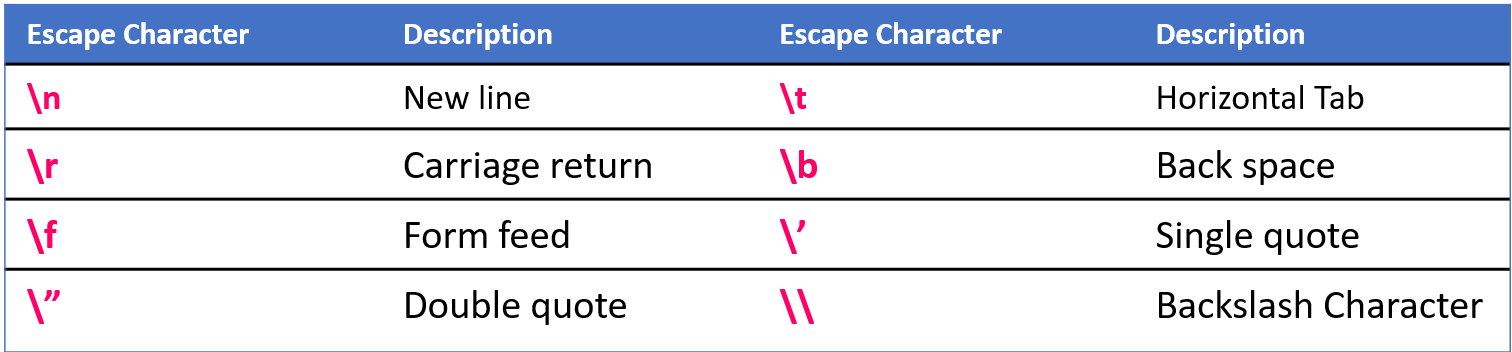 Escape Character Description Escape Character Description
\n New line \t Horizontal Tab
\r Carriage return \b Back space
\f Form feed \’ Single quote
\” Double quote \\ Backslash Character